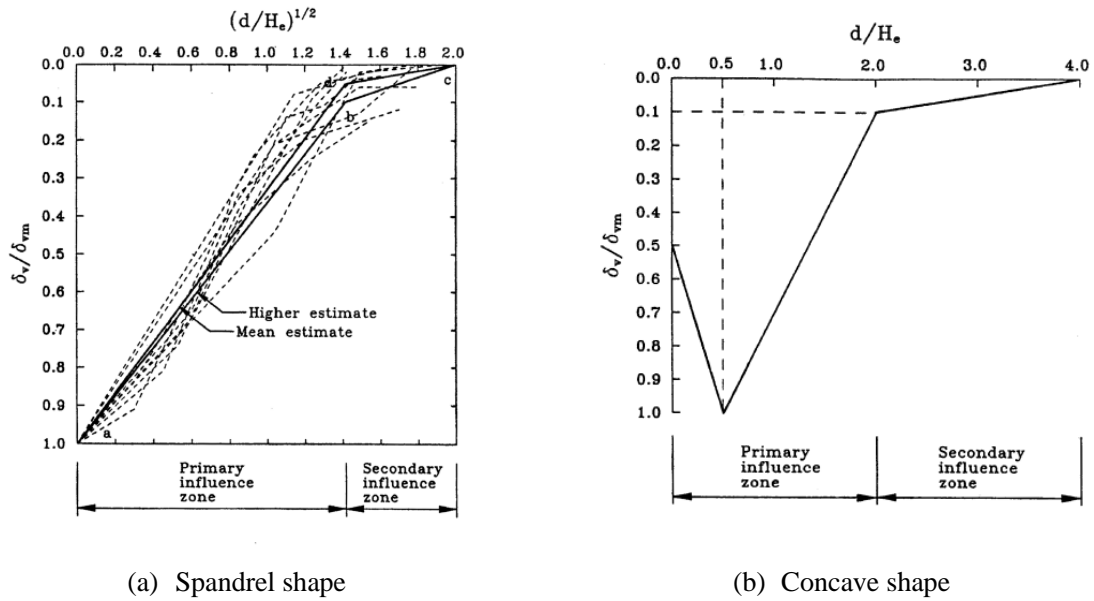 (d/Hₑ)¹/²
0.0 0.2 0.4 0.6 0.8 1.0 1.2 1.4 1.6 1.8 2.0
0.0
0.1
0.2
0.3
0.4
0.5
0.6
0.7
0.8
0.9
1.0
δᵥ/δᵥₘ
d
c
b
a
Higher estimate
Mean estimate
Primary
influence
zone
Secondary
influence
zone
(a) Spandrel shape
d/Hₑ
0.0 0.5 1.0 2.0 3.0 4.0
0.0
0.1
0.2
0.3
0.4
0.5
0.6
0.7
0.8
0.9
1.0
δᵥ/δᵥₘ
Primary
influence
zone
Secondary
influence
zone
(b) Concave shape